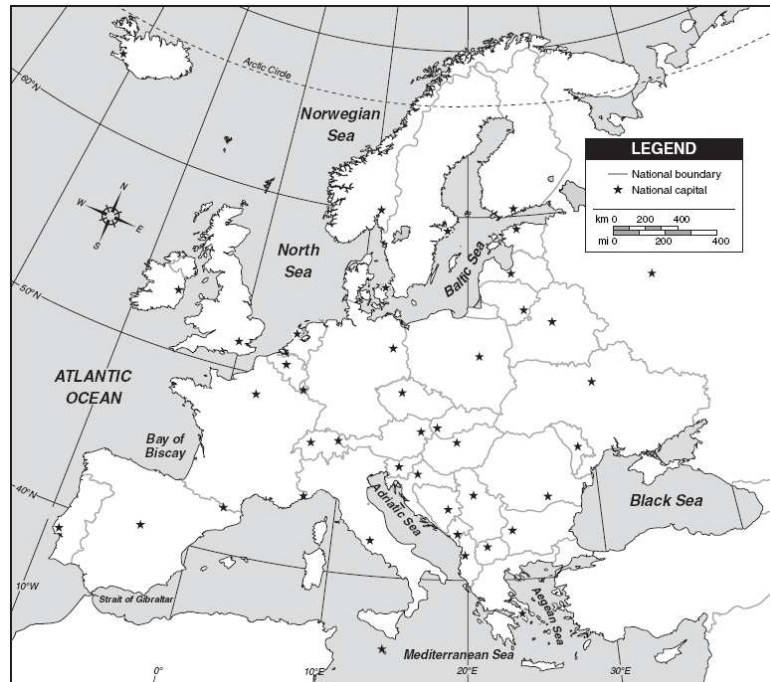 Arctic Circle
60°N
Norwegian
Sea
LEGEND
National boundary
National capital
km 0 200 400
mi 0 200 400
N
W
E
S
North
Sea
Baltic Sea
50°N
ATLANTIC
OCEAN
Bay of
Biscay
40°N
Adriatic Sea
Black Sea
10°W
Strait of Gibraltar
Aegean Sea
Mediterranean Sea
0°
10°E
20°E
30°E